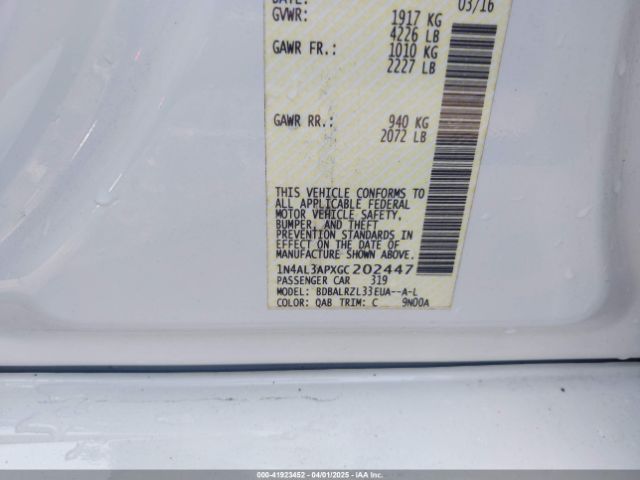 DATE: 03/16
GVWR: 1917 KG
4226 LB
GAWR FR.: 1010 KG
2227 LB
GAWR RR.: 940 KG
2072 LB
THIS VEHICLE CONFORMS TO
ALL APPLICABLE FEDERAL
MOTOR VEHICLE SAFETY,
BUMPER, AND THEFT
PREVENTION STANDARDS IN
EFFECT ON THE DATE OF
MANUFACTURE SHOWN ABOVE.
1N4AL3APXGC202447
PASSENGER CAR 319
MODEL: BDBALRZL33EUA--A-L
COLOR: QAB TRIM: C 9N00A
000-41923452 - 04/01/2025 - IAAI.com